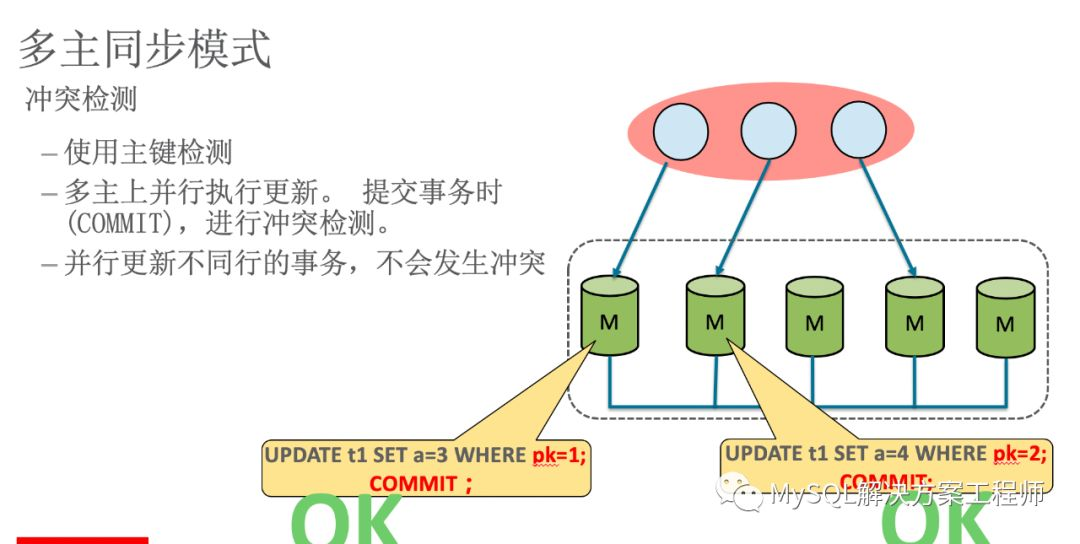 多主同步模式
冲突检测
– 使用主键检测
– 多主上并行执行更新。 提交事务时
(COMMIT)，进行冲突检测。
– 并行更新不同行的事务，不会发生冲突
M
M
M
M
M
UPDATE t1 SET a=3 WHERE pk=1;
COMMIT；
UPDATE t1 SET a=4 WHERE pk=2;
COMMIT;
MySQL解决方案工程师
OK
OK